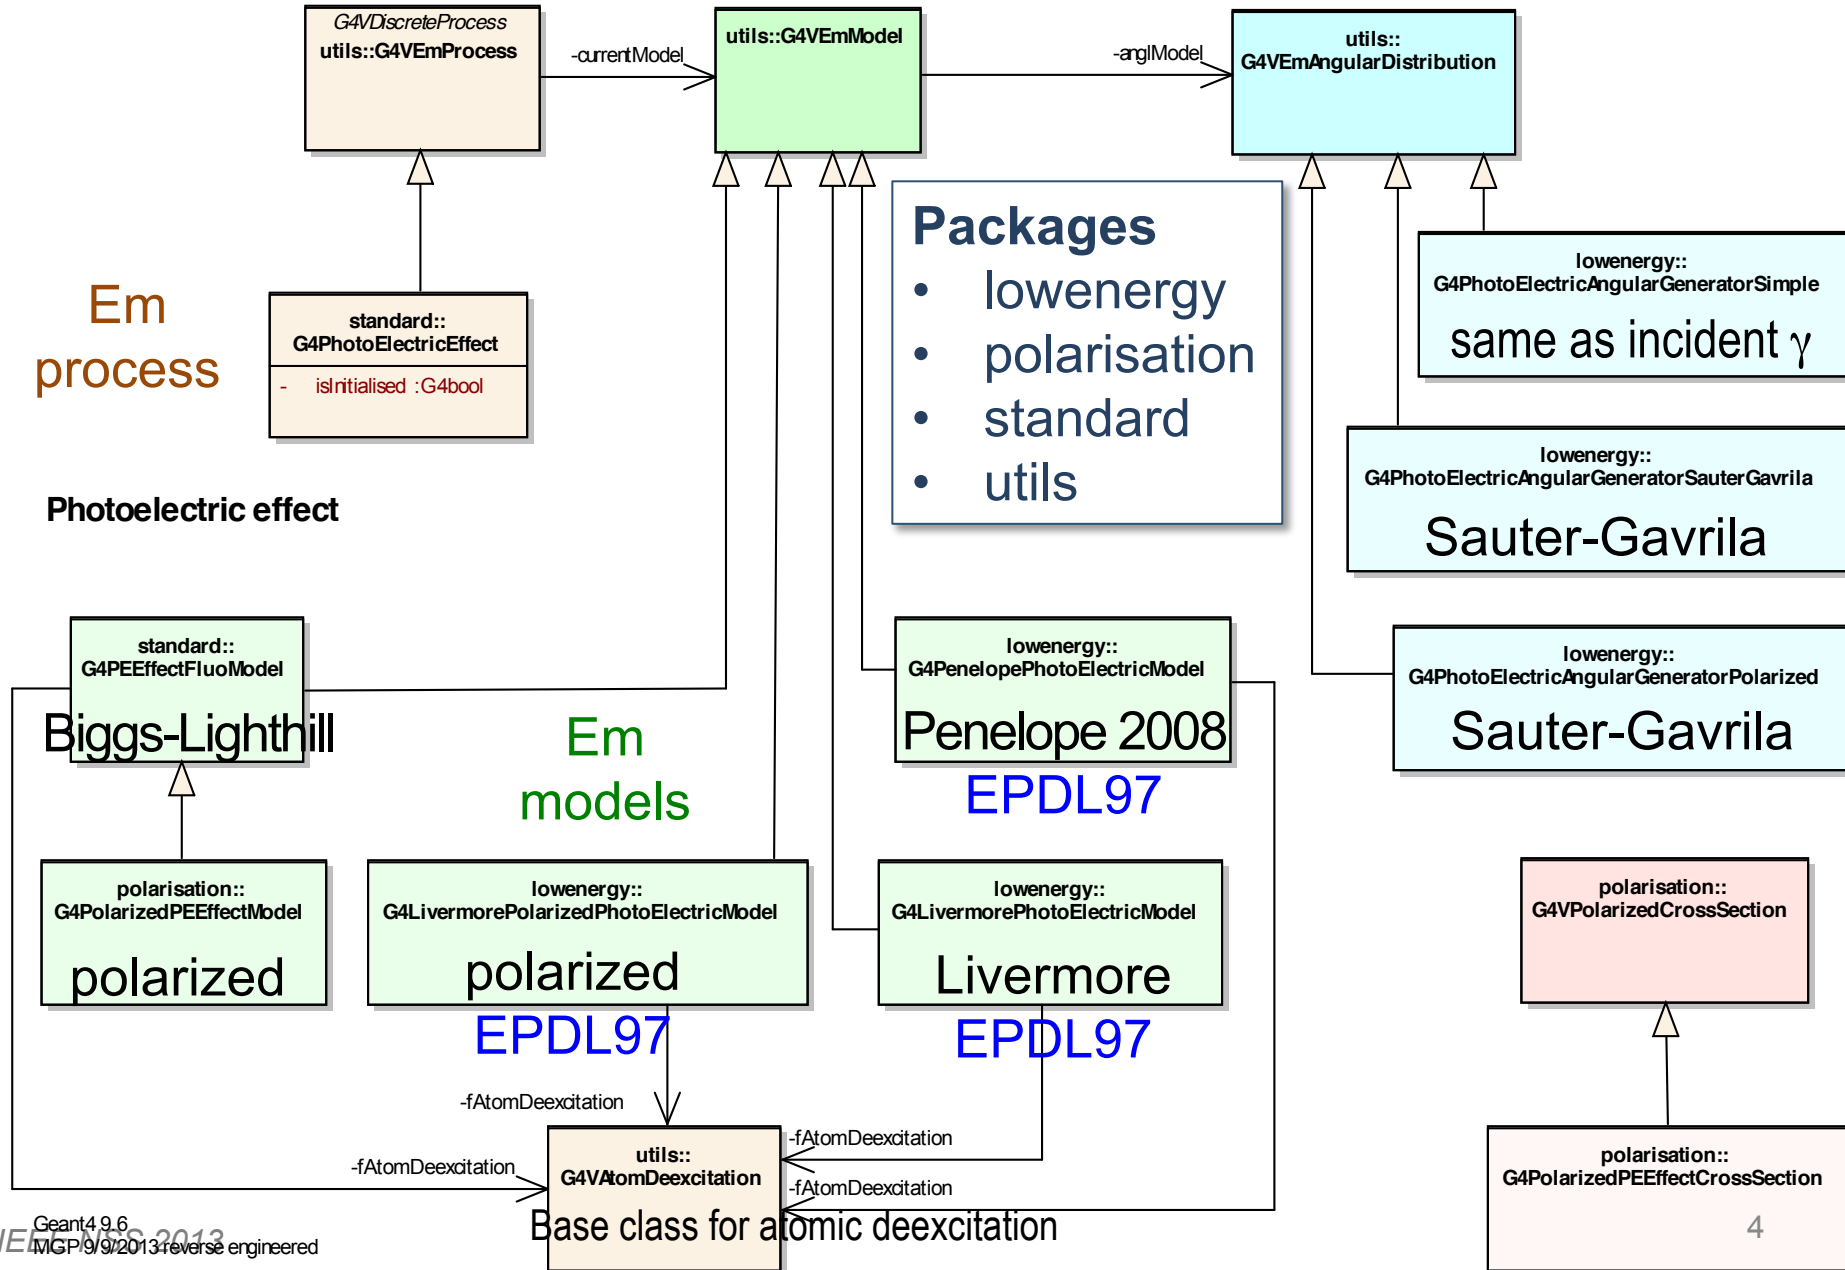 G4VDiscreteProcess
utils::G4VEmProcess
-currentModel
utils::G4VEmModel
-anglModel
utils::
G4VEmAngularDistribution
Packages
• lowenergy
• polarisation
• standard
• utils
lowenergy::
G4PhotoElectricAngularGeneratorSimple
same as incident γ
Em
process
standard::
G4PhotoElectricEffect
- isInitialised :G4bool
lowenergy::
G4PhotoElectricAngularGeneratorSauterGavrila
Sauter-Gavrila
Photoelectric effect
standard::
G4PEEffectFluoModel
Biggs-Lighthill
Em
models
lowenergy::
G4PenelopePhotoElectricModel
Penelope 2008
EPDL97
lowenergy::
G4PhotoElectricAngularGeneratorPolarized
Sauter-Gavrila
polarisation::
G4PolarizedPEEffectModel
polarized
lowenergy::
G4LivermorePolarizedPhotoElectricModel
polarized
EPDL97
lowenergy::
G4LivermorePhotoElectricModel
Livermore
EPDL97
polarisation::
G4VPolarizedCrossSection
-fAtomDeexcitation
-fAtomDeexcitation
-fAtomDeexcitation
-fAtomDeexcitation
utils::
G4VAtomDeexcitation
Base class for atomic deexcitation
polarisation::
G4PolarizedPEEffectCrossSection
Geant4 9.6
MGP 9/9/2013 reverse engineered
IEEE NSS 2013
4